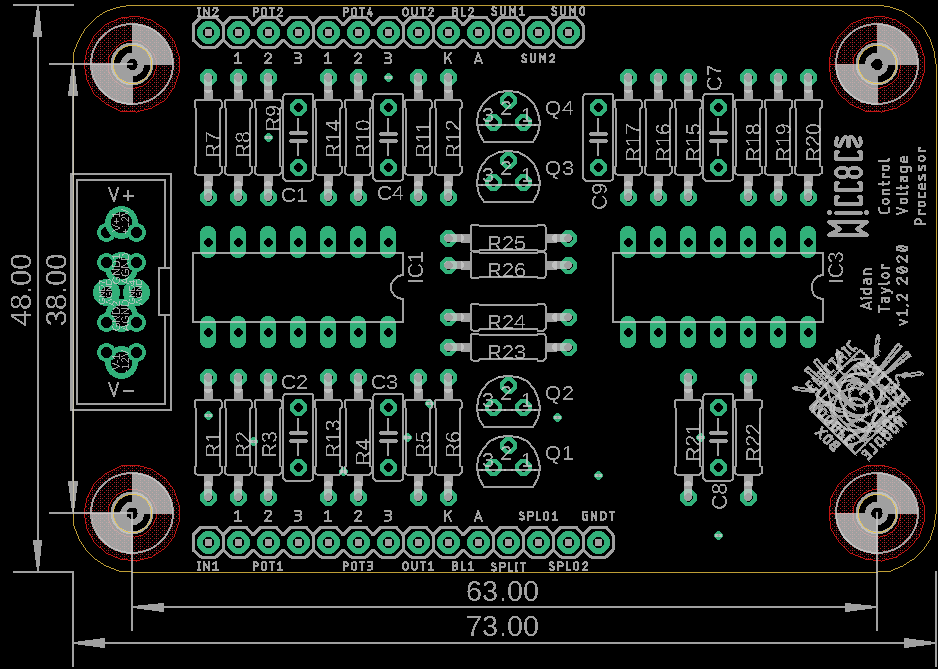 IN2 POT2 POT4 OUT2 BL2 SUM1 SUMO
1 2 3 1 2 3 K A SUM2
R7 R8 R9 C1 R14 R10 C4 R11 R12
3 2 1 Q4
3 2 1 Q3
C9 R17 R16 R15 C7 R18 R19 R20
MiccoCS
Control
Voltage
Processor
Aidan
Taylor
v1.2 2020
V+
V-
48.00
38.00
IC1
R25
R26
R24
R23
IC3
R1 R2 R3 C2 R13 R4 C3 R5 R6
3 2 1 Q2
3 2 1 Q1
R21 C8 R22
1 2 3 1 2 3 K A SPLO1 GNDT
IN1 POT1 POT3 OUT1 BL1 SPLIT SPLO2
63.00
73.00